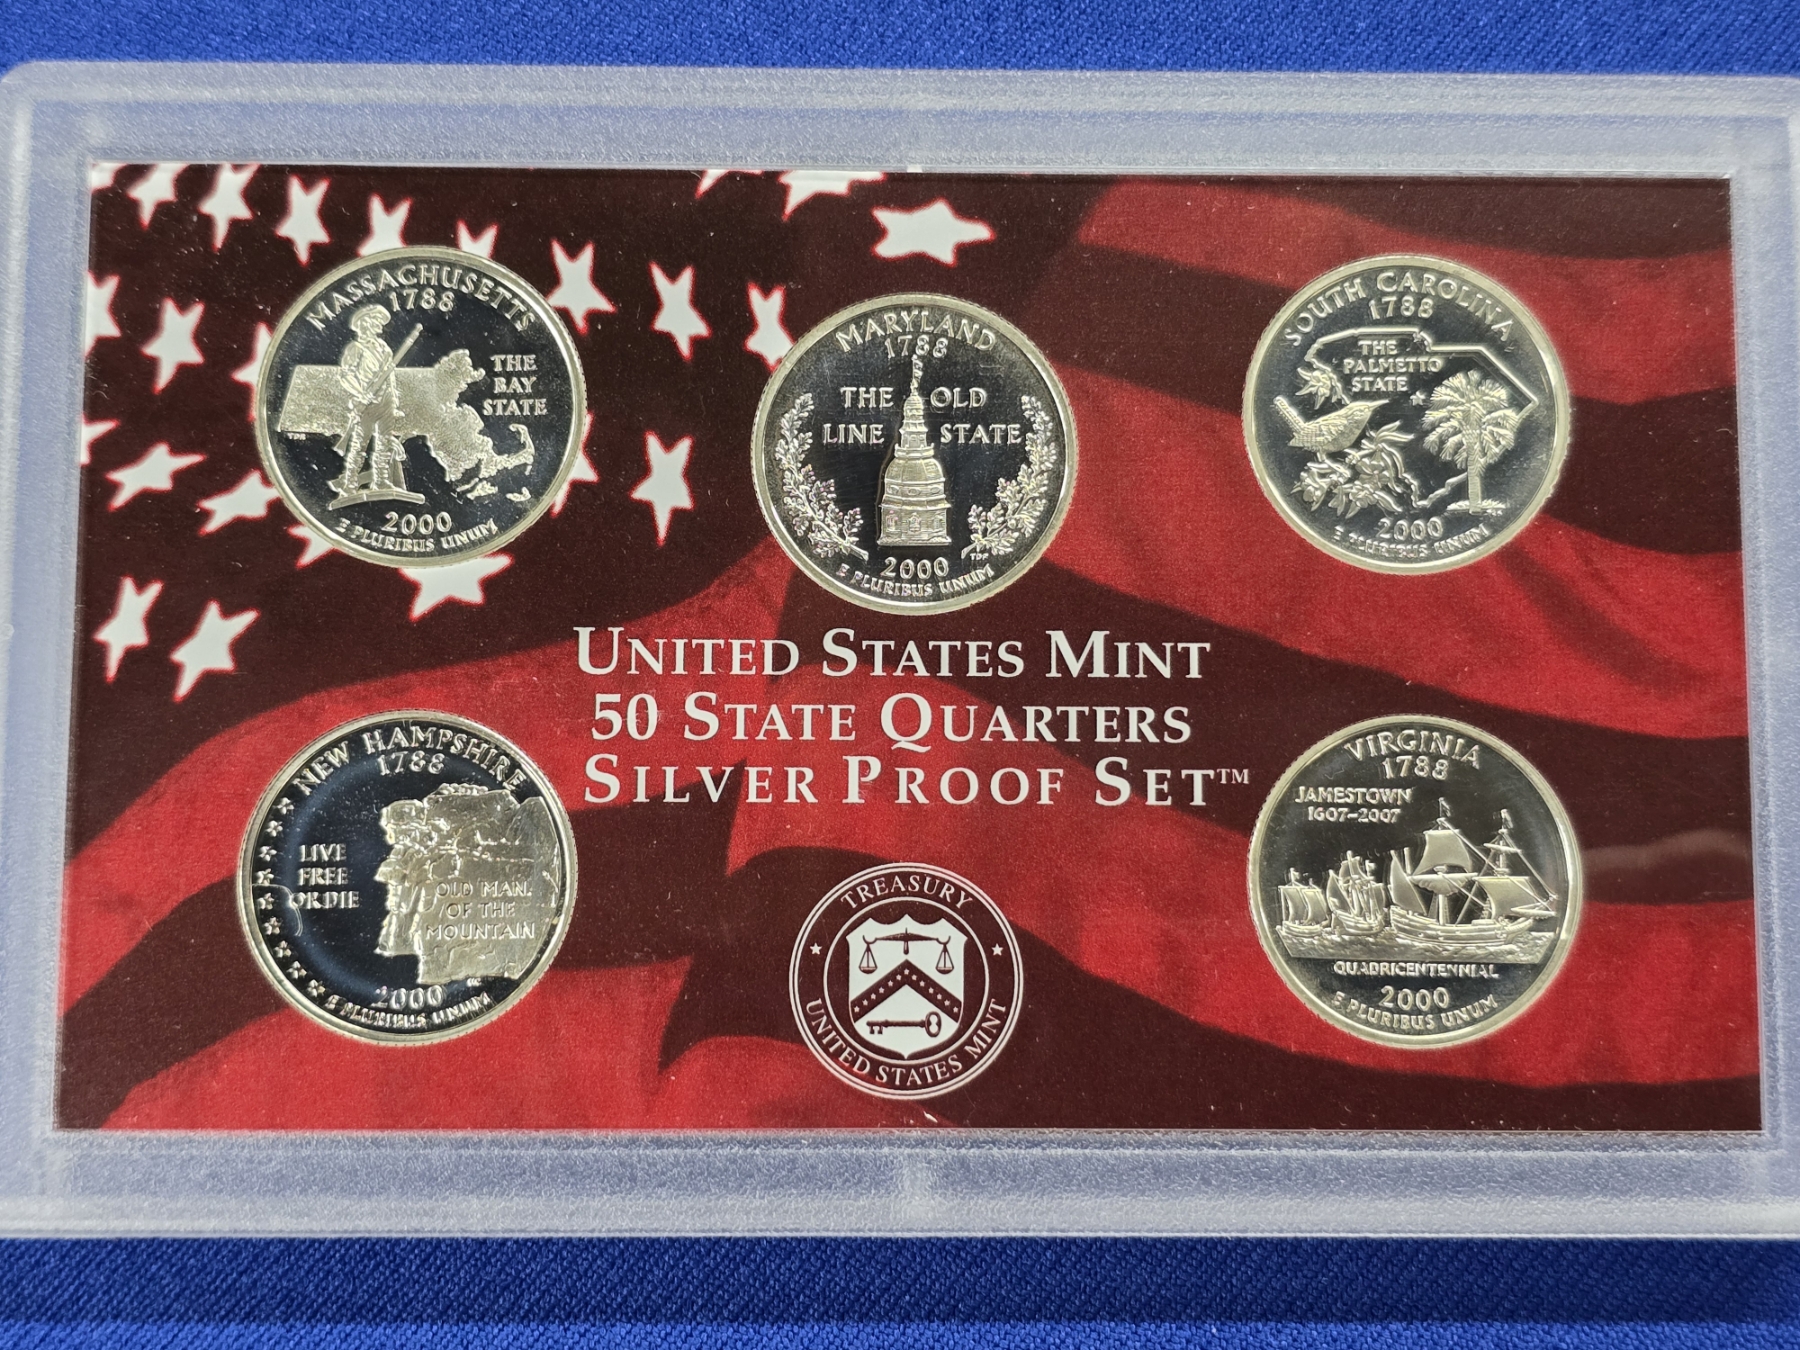 MASSACHUSETTS
1788
THE
BAY
STATE
2000
E PLURIBUS UNUM
MARYLAND
1788
THE OLD
LINE STATE
TDF
2000
E PLURIBUS UNUM
SOUTH CAROLINA
1788
THE
PALMETTO
STATE
2000
E PLURIBUS UNUM
UNITED STATES MINT
50 STATE QUARTERS
SILVER PROOF SET™
NEW HAMPSHIRE
1788
LIVE
FREE
OR DIE
OLD MAN
OF THE
MOUNTAIN
2000
E PLURIBUS UNUM
TREASURY
UNITED STATES MINT
VIRGINIA
1788
JAMESTOWN
1607-2007
QUADRICENTENNIAL
2000
E PLURIBUS UNUM